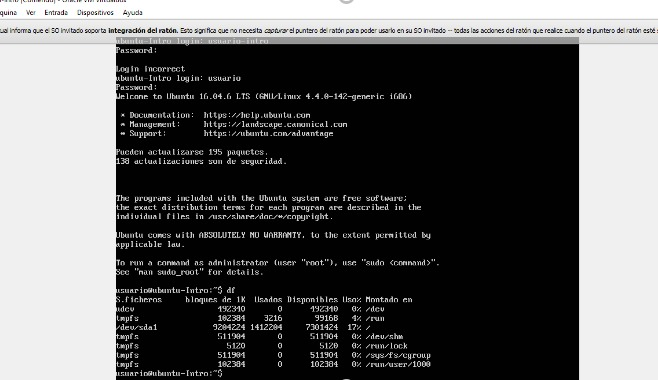 quina Ver Entrada Dispositivos Ayuda
ual informa que el SO invitado soporta integración del ratón. Esto significa que no necesita capturar el puntero del ratón para poder usarlo en su SO invitado -- todas las acciones del ratón que realice cuando el puntero del ratón esté s
ubuntu-Intro login: usuario-intro
Password:
Login incorrect
ubuntu-Intro login: usuario
Password:
Welcome to Ubuntu 16.04.6 LTS (GNU/Linux 4.4.0-142-generic i686)
* Documentation: https://help.ubuntu.com
* Management: https://landscape.canonical.com
* Support: https://ubuntu.com/advantage
Pueden actualizarse 195 paquetes.
138 actualizaciones son de seguridad.
The programs included with the Ubuntu system are free software;
the exact distribution terms for each program are described in the
individual files in /usr/share/doc/*/copyright.
Ubuntu comes with ABSOLUTELY NO WARRANTY, to the extent permitted by
applicable law.
To run a command as administrator (user "root"), use "sudo <command>".
See "man sudo_root" for details.
usuario@ubuntu-Intro:~$ df
S.ficheros bloques de 1K Usados Disponibles Uso% Montado en
udev 492340 0 492340 0% /dev
tmpfs 102384 3216 99168 4% /run
/dev/sda1 9204224 1412204 7301424 17% /
tmpfs 511904 0 511904 0% /dev/shm
tmpfs 5120 0 5120 0% /run/lock
tmpfs 511904 0 511904 0% /sys/fs/cgroup
tmpfs 102384 0 102384 0% /run/user/1000
usuario@ubuntu-Intro:~$